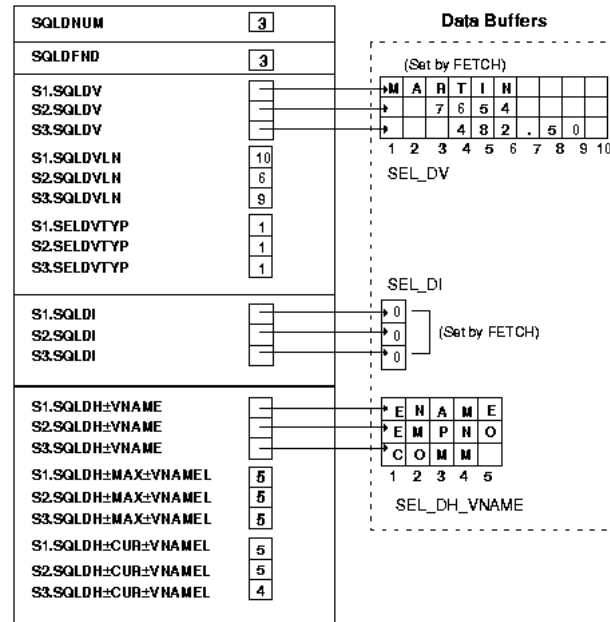 SQLDNUM 3
SQLDFND 3
S1.SQLDV
S2.SQLDV
S3.SQLDV
S1.SQLDVLN 10
S2.SQLDVLN 6
S3.SQLDVLN 9
S1.SELDVTYP 1
S2.SELDVTYP 1
S3.SELDVTYP 1
S1.SQLDI
S2.SQLDI
S3.SQLDI
S1.SQLDH±VNAME
S2.SQLDH±VNAME
S3.SQLDH±VNAME
S1.SQLDH±MAX±VNAMEL 5
S2.SQLDH±MAX±VNAMEL 5
S3.SQLDH±MAX±VNAMEL 5
S1.SQLDH±CUR±VNAMEL 5
S2.SQLDH±CUR±VNAMEL 5
S3.SQLDH±CUR±VNAMEL 4
Data Buffers
(Set by FETCH)
M A R T I N
7 6 5 4
4 8 2 . 5 0
1 2 3 4 5 6 7 8 9 10
SEL_DV
SEL_DI
0
0 (Set by FETCH)
0
E N A M E
E M P N O
C O M M
1 2 3 4 5
SEL_DH_VNAME